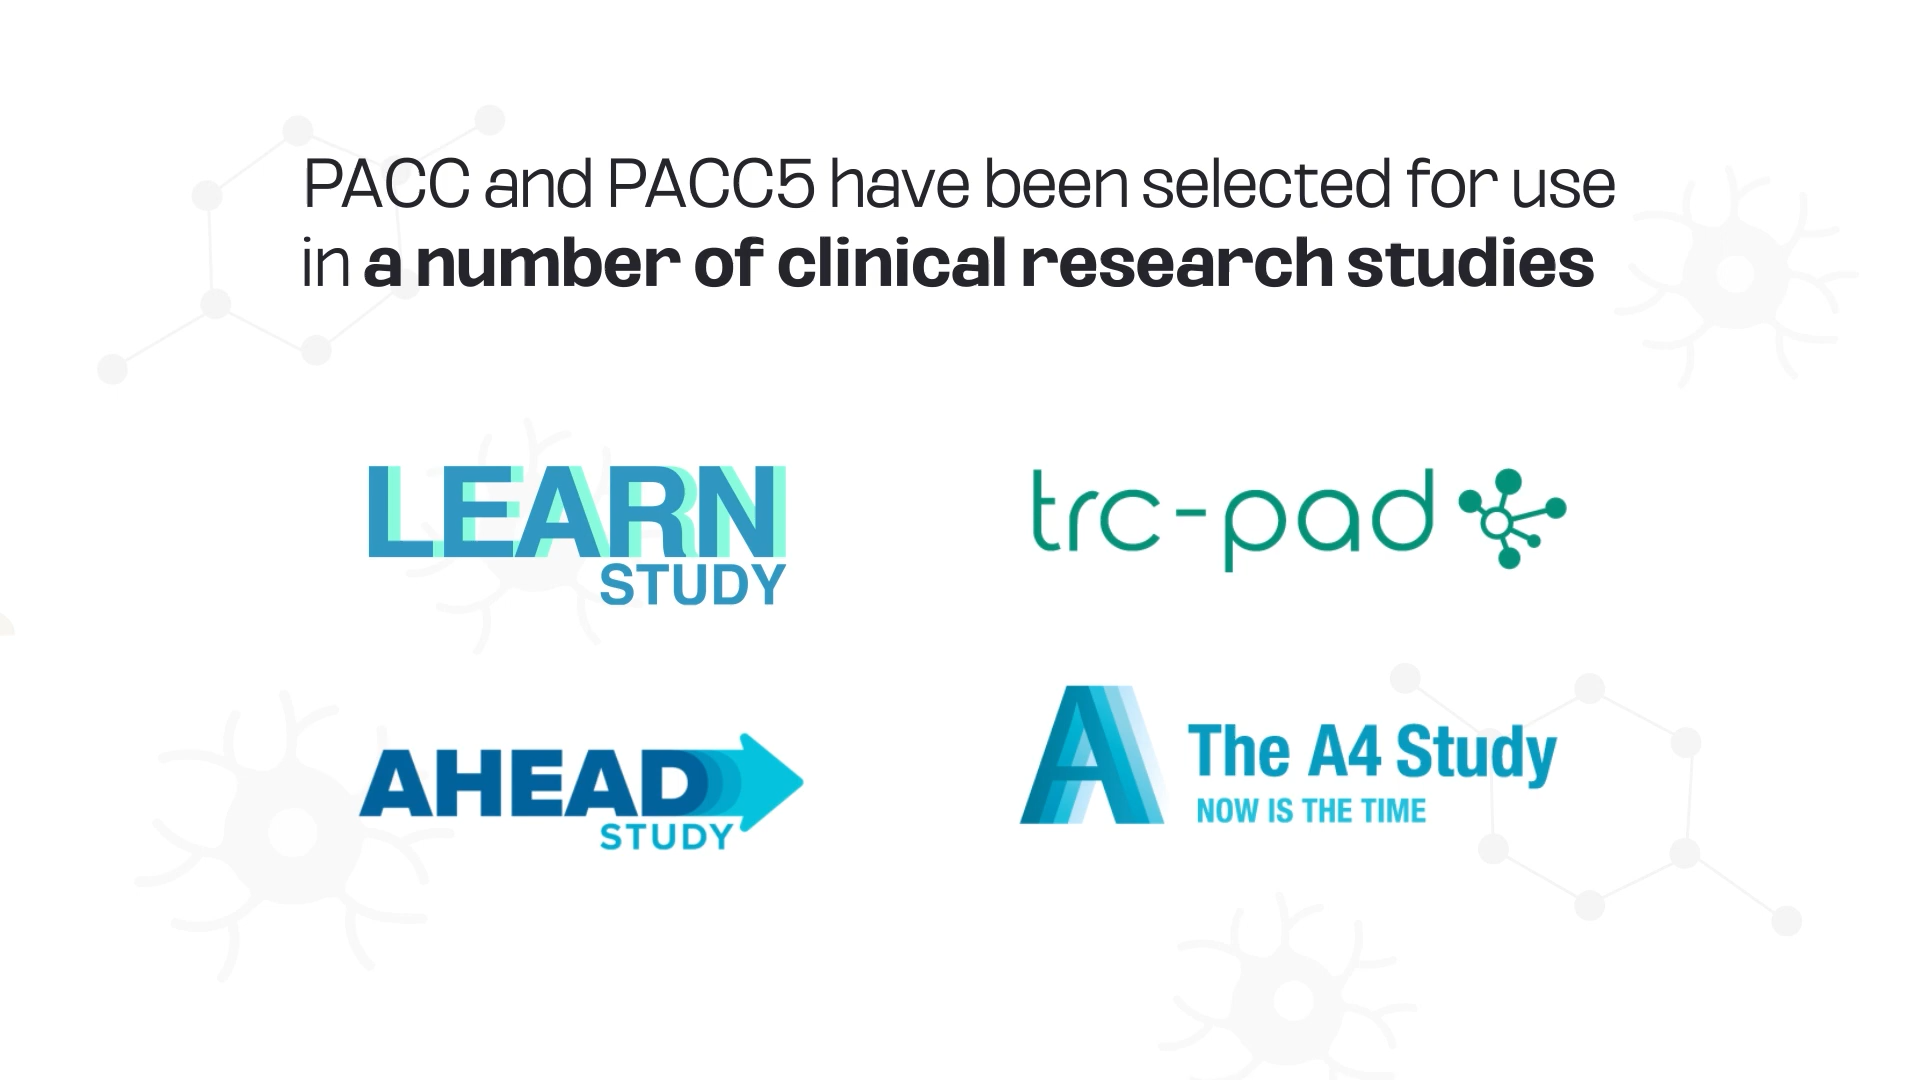 PACC and PACC5 have been selected for use
in a number of clinical research studies
LEARN
STUDY
trc-pad
AHEAD
STUDY
A
The A4 Study
NOW IS THE TIME